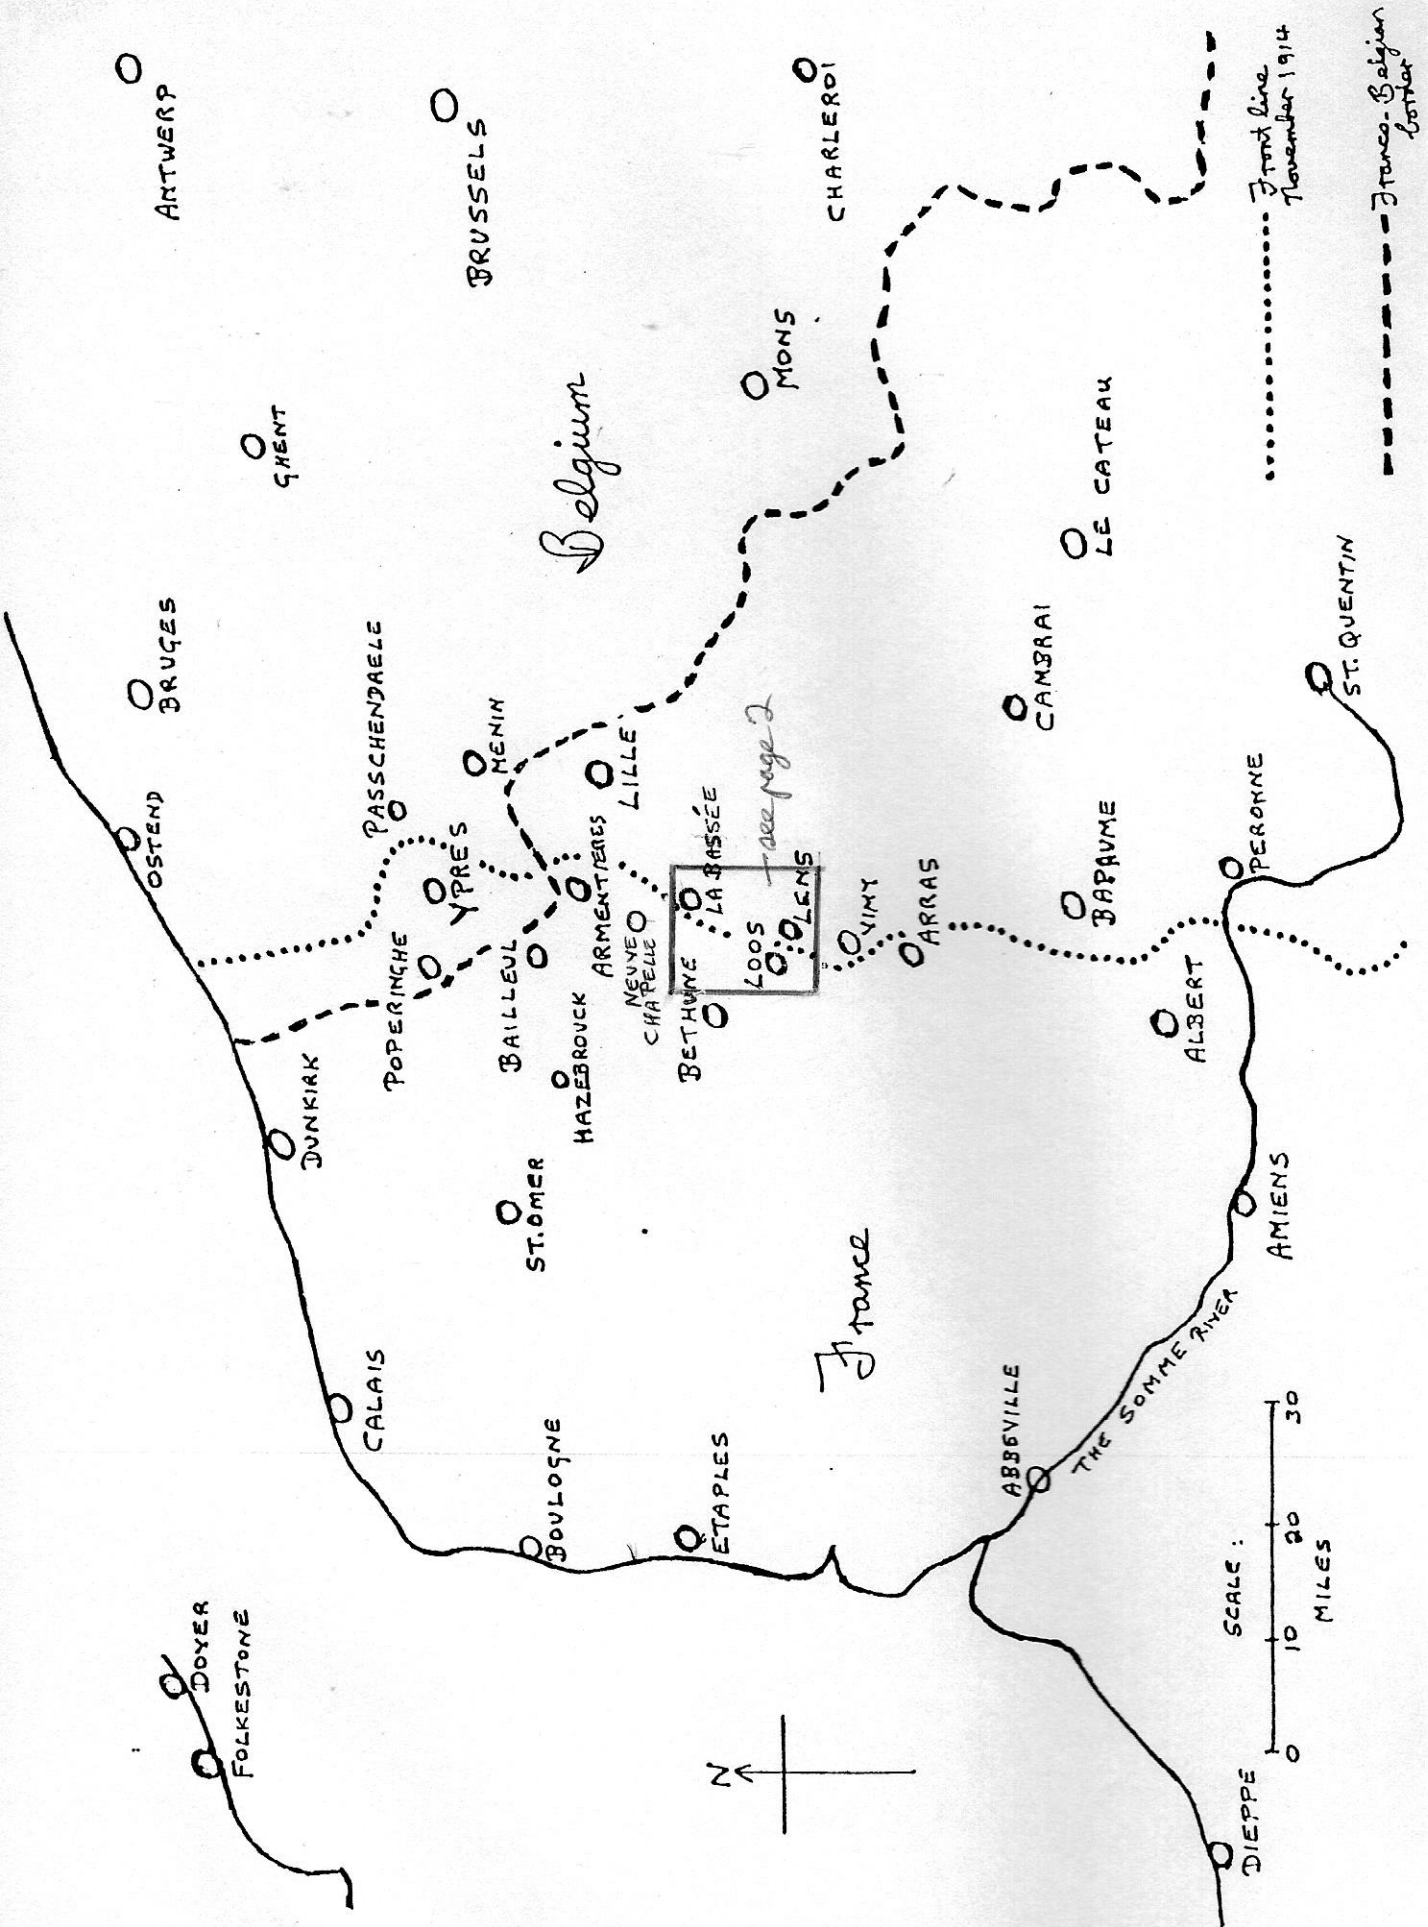 OSTEND
BRUGES
ANTWERP
DOVER
FOLKESTONE
GHENT
DUNKIRK
CALAIS
PASSCHENDAELE
POPERINGHE
YPRES
BRUSSELS
MENIN
BAILLEUL
ST. OMER
BOULOGNE
HAZEBROUCK
Belgium
ARMENTIERES
LILLE
NEUVE
CHAPELLE
BETHUNE
LA BASSÉE
N
ETAPLES
LOOS
see page 2
MONS
LENS
CHARLEROI
France
VIMY
ARRAS
ABBEVILLE
CAMBRAI
LE CATEAU
BAPAUME
THE SOMME RIVER
ALBERT
SCALE :
DIEPPE
PERONNE
AMIENS
0 10 20 30
MILES
Front line
November 1914
ST. QUENTIN
Franco-Belgian
border